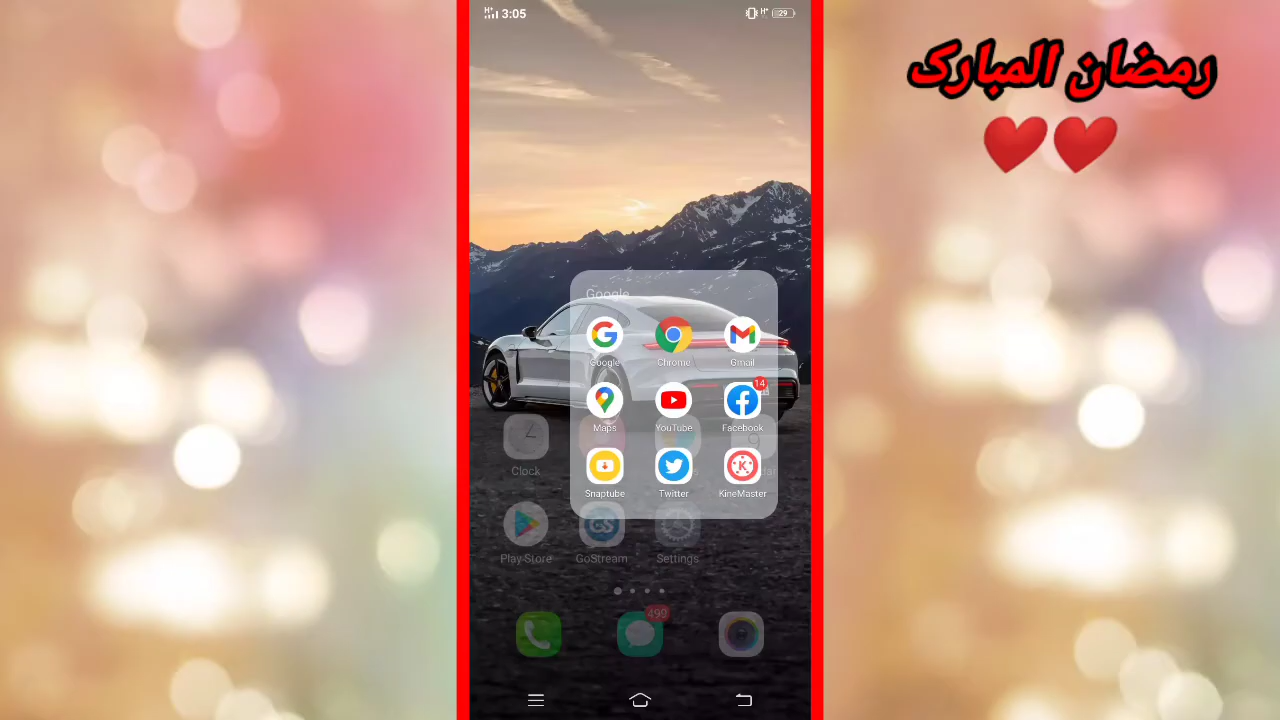 H+ 3:05
H+ 29
رمضان المبارک
Google
Google Chrome Gmail
14
Maps YouTube Facebook
Clock
Snaptube Twitter KineMaster
Play Store GoStream Settings
499